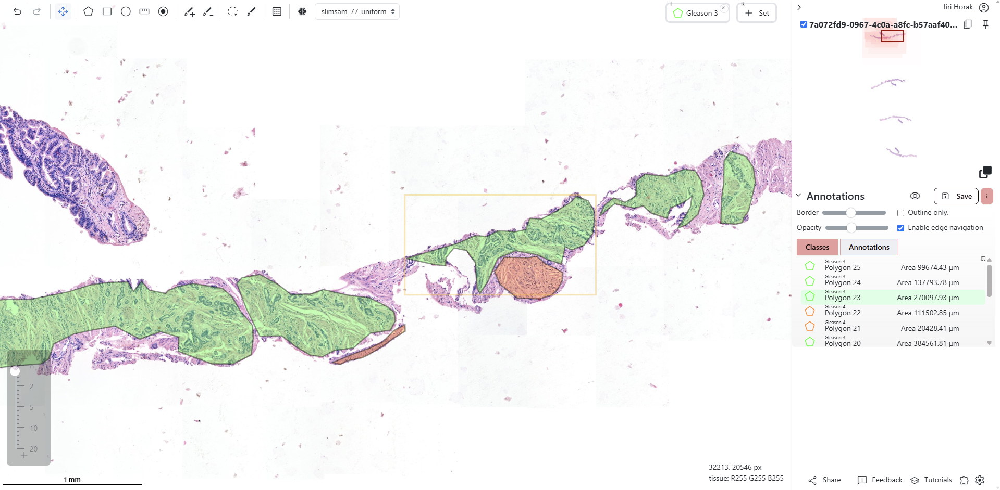 slimsam-77-uniform
L
Gleason 3
R
Set
Jiri Horak
7a072fd9-0967-4c0a-a8fc-b57aaf40...
Annotations
Save
Border
Outline only.
Opacity
Enable edge navigation
Classes
Annotations
Gleason 3
Polygon 25 Area 99674.43 µm
Gleason 3
Polygon 24 Area 137793.78 µm
Gleason 3
Polygon 23 Area 270097.93 µm
Gleason 4
Polygon 22 Area 111502.85 µm
Gleason 4
Polygon 21 Area 20428.41 µm
Gleason 3
Polygon 20 Area 384561.81 µm
2
5
10
20
1 mm
32213, 20546 px
tissue: R255 G255 B255
Share
Feedback
Tutorials